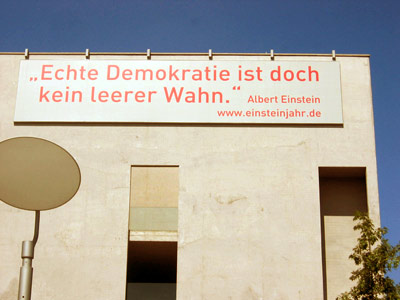 „Echte Demokratie ist doch
kein leerer Wahn.“ Albert Einstein
www.einsteinjahr.de